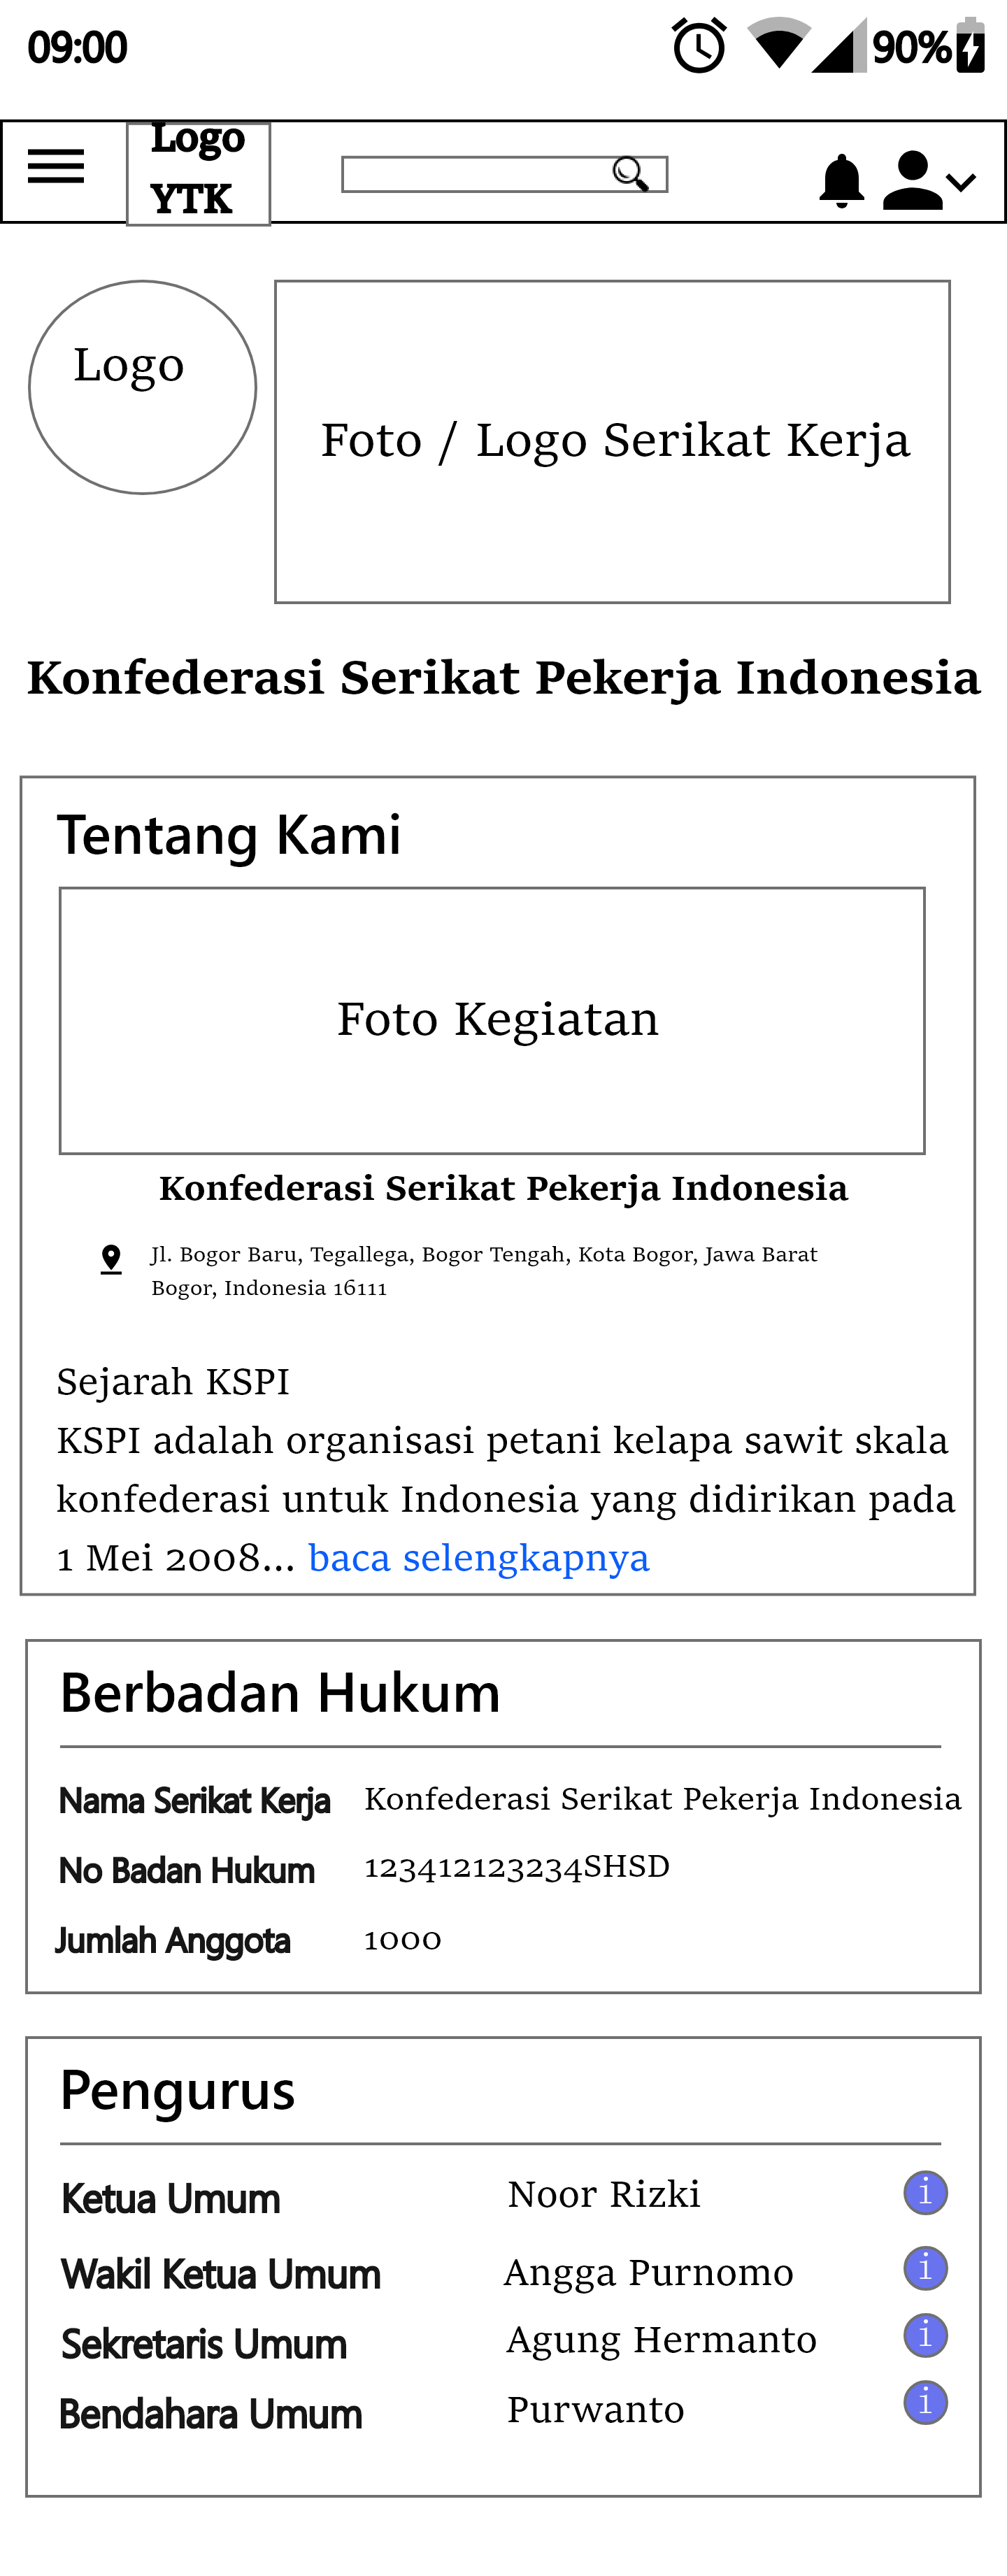 09:00 90%
Logo
YTK
Logo
Foto / Logo Serikat Kerja
Konfederasi Serikat Pekerja Indonesia
Tentang Kami
Foto Kegiatan
Konfederasi Serikat Pekerja Indonesia
Jl. Bogor Baru, Tegallega, Bogor Tengah, Kota Bogor, Jawa Barat
Bogor, Indonesia 16111
Sejarah KSPI
KSPI adalah organisasi petani kelapa sawit skala
konfederasi untuk Indonesia yang didirikan pada
1 Mei 2008... baca selengkapnya
Berbadan Hukum
Nama Serikat Kerja Konfederasi Serikat Pekerja Indonesia
No Badan Hukum 123412123234SHSD
Jumlah Anggota 1000
Pengurus
Ketua Umum Noor Rizki i
Wakil Ketua Umum Angga Purnomo i
Sekretaris Umum Agung Hermanto i
Bendahara Umum Purwanto i